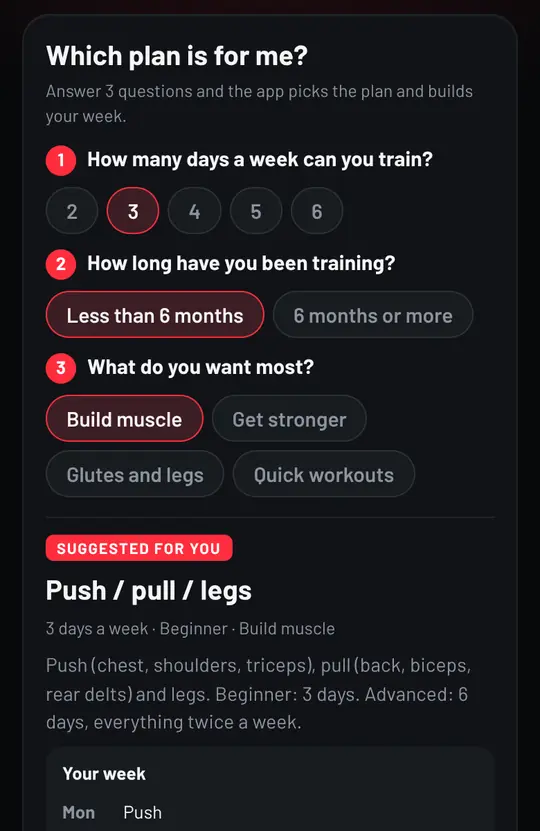 Which plan is for me?
Answer 3 questions and the app picks the plan and builds
your week.
1 How many days a week can you train?
2 3 4 5 6
2 How long have you been training?
Less than 6 months 6 months or more
3 What do you want most?
Build muscle Get stronger
Glutes and legs Quick workouts
SUGGESTED FOR YOU
Push / pull / legs
3 days a week · Beginner · Build muscle
Push (chest, shoulders, triceps), pull (back, biceps,
rear delts) and legs. Beginner: 3 days. Advanced: 6
days, everything twice a week.
Your week
Mon Push